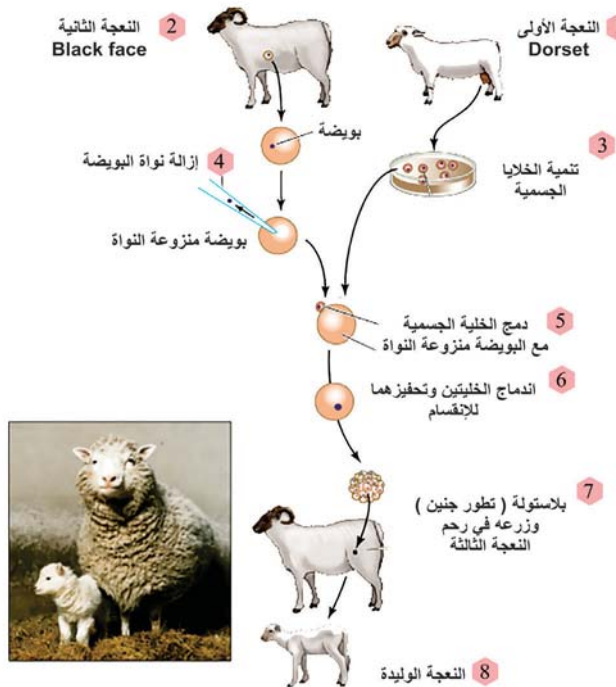 النعجة الأولى
Dorset
2
النعجة الثانية
Black face
3
تنمية الخلايا
الجسمية
بويضة
4
إزالة نواة البويضة
بويضة منزوعة النواة
5
دمج الخلية الجسمية
مع البويضة منزوعة النواة
6
اندماج الخليتين وتحفيزهما
للإنقسام
7
بلاستولة ( تطور جنين )
وزرعه في رحم
النعجة الثالثة
8
النعجة الوليدة